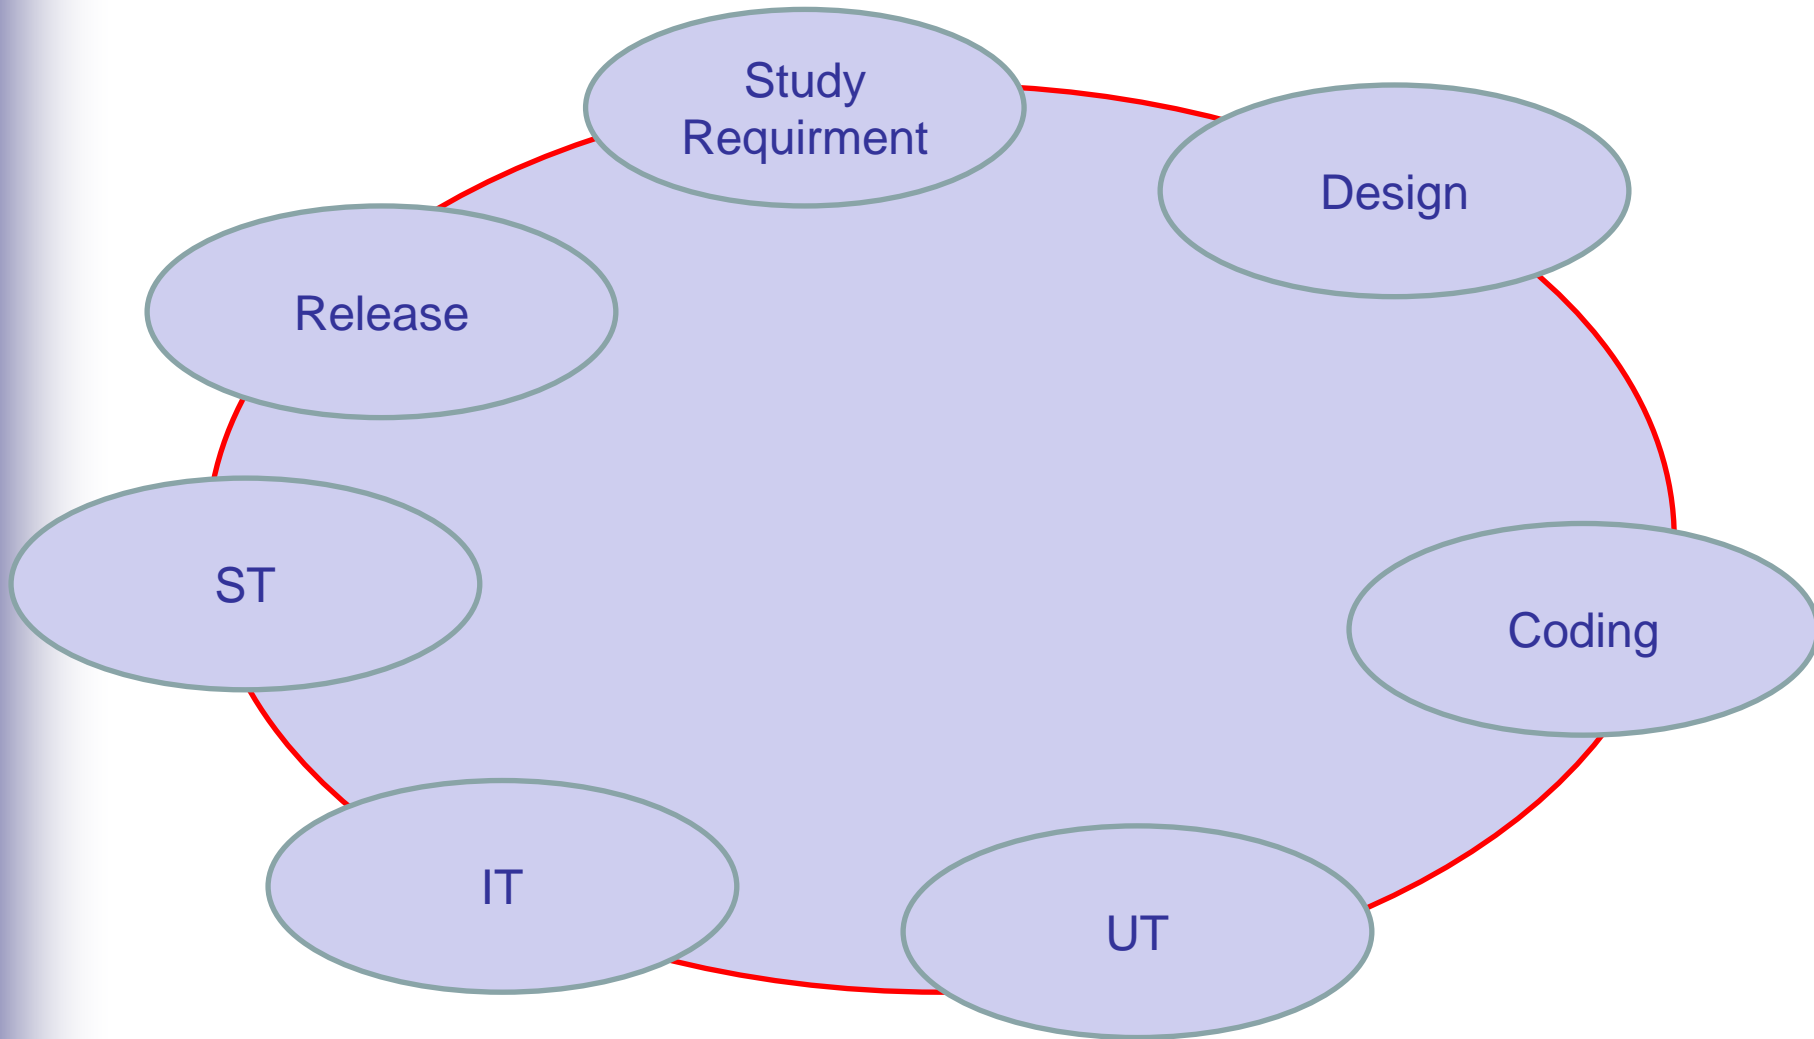 Study
Requirment
Design
Release
ST
Coding
IT
UT